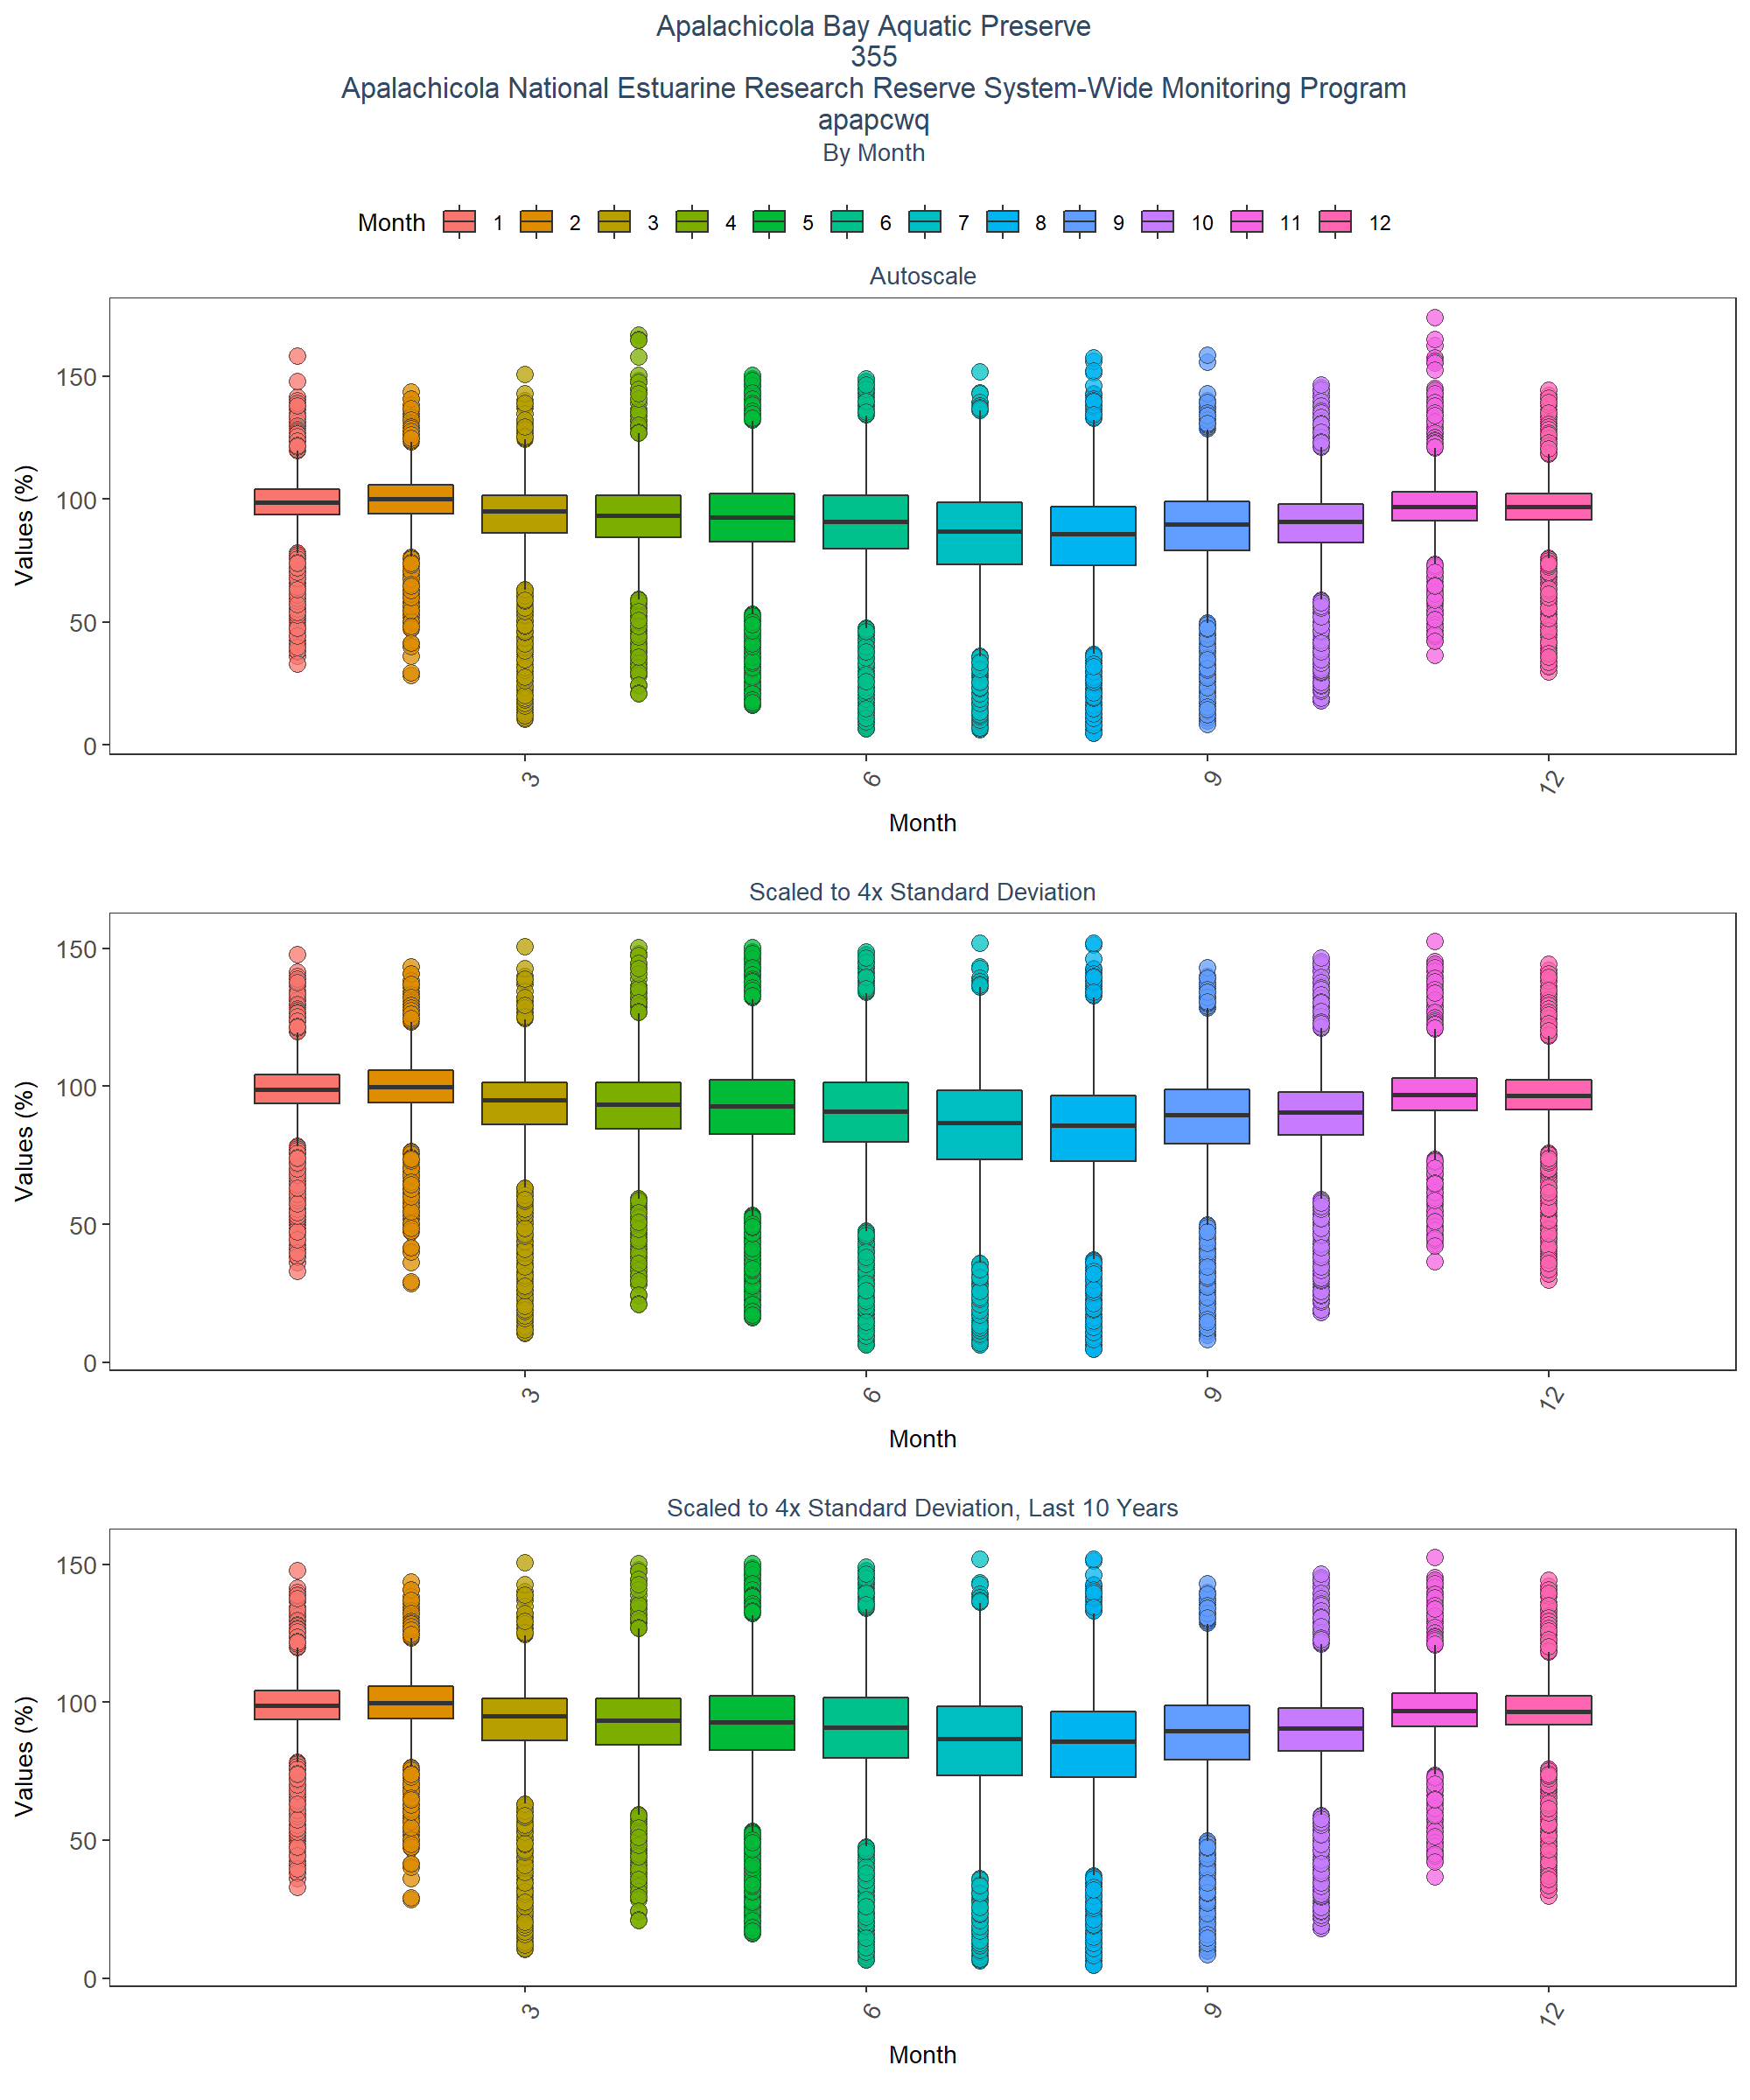 Apalachicola Bay Aquatic Preserve
355
Apalachicola National Estuarine Research Reserve System-Wide Monitoring Program
apapcwq
By Month
Month 1 2 3 4 5 6 7 8 9 10 11 12
Autoscale
Values (%)
150
100
50
0
3 6 9 12
Month
Scaled to 4x Standard Deviation
Values (%)
150
100
50
0
3 6 9 12
Month
Scaled to 4x Standard Deviation, Last 10 Years
Values (%)
150
100
50
0
3 6 9 12
Month